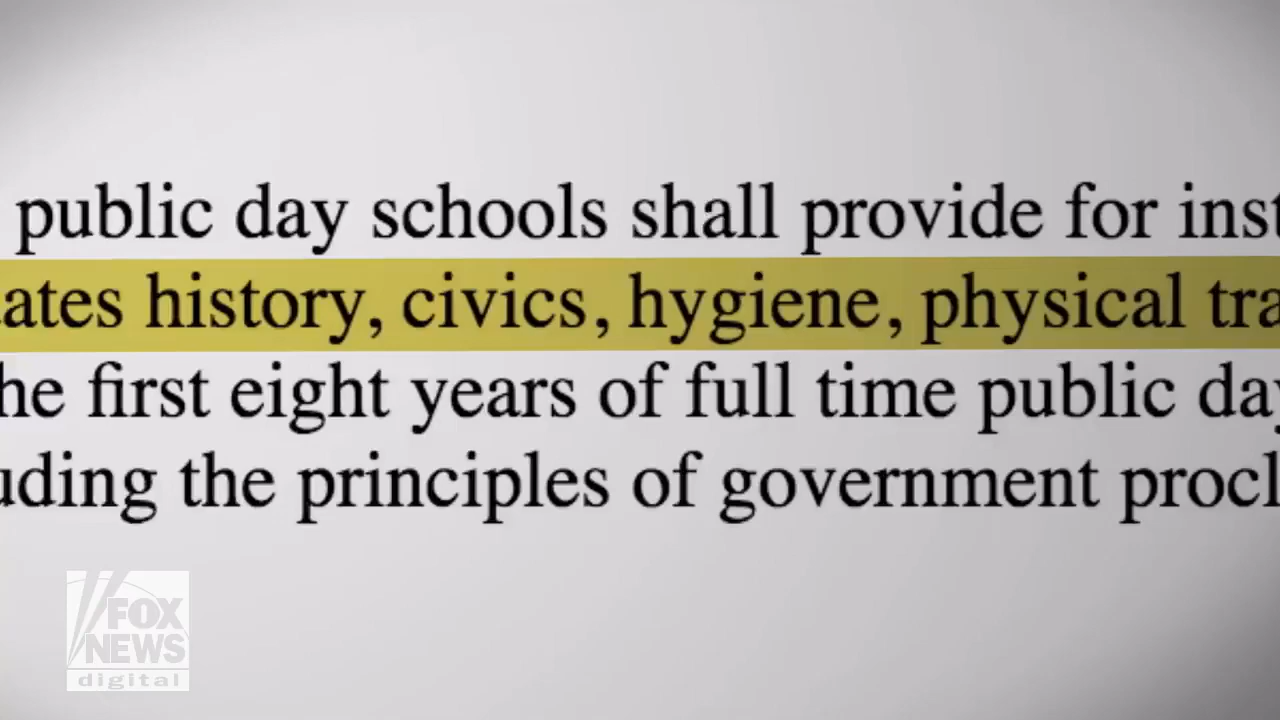 public day schools shall provide for inst
ates history, civics, hygiene, physical tra
he first eight years of full time public day
uding the principles of government procl
FOX
NEWS
digital